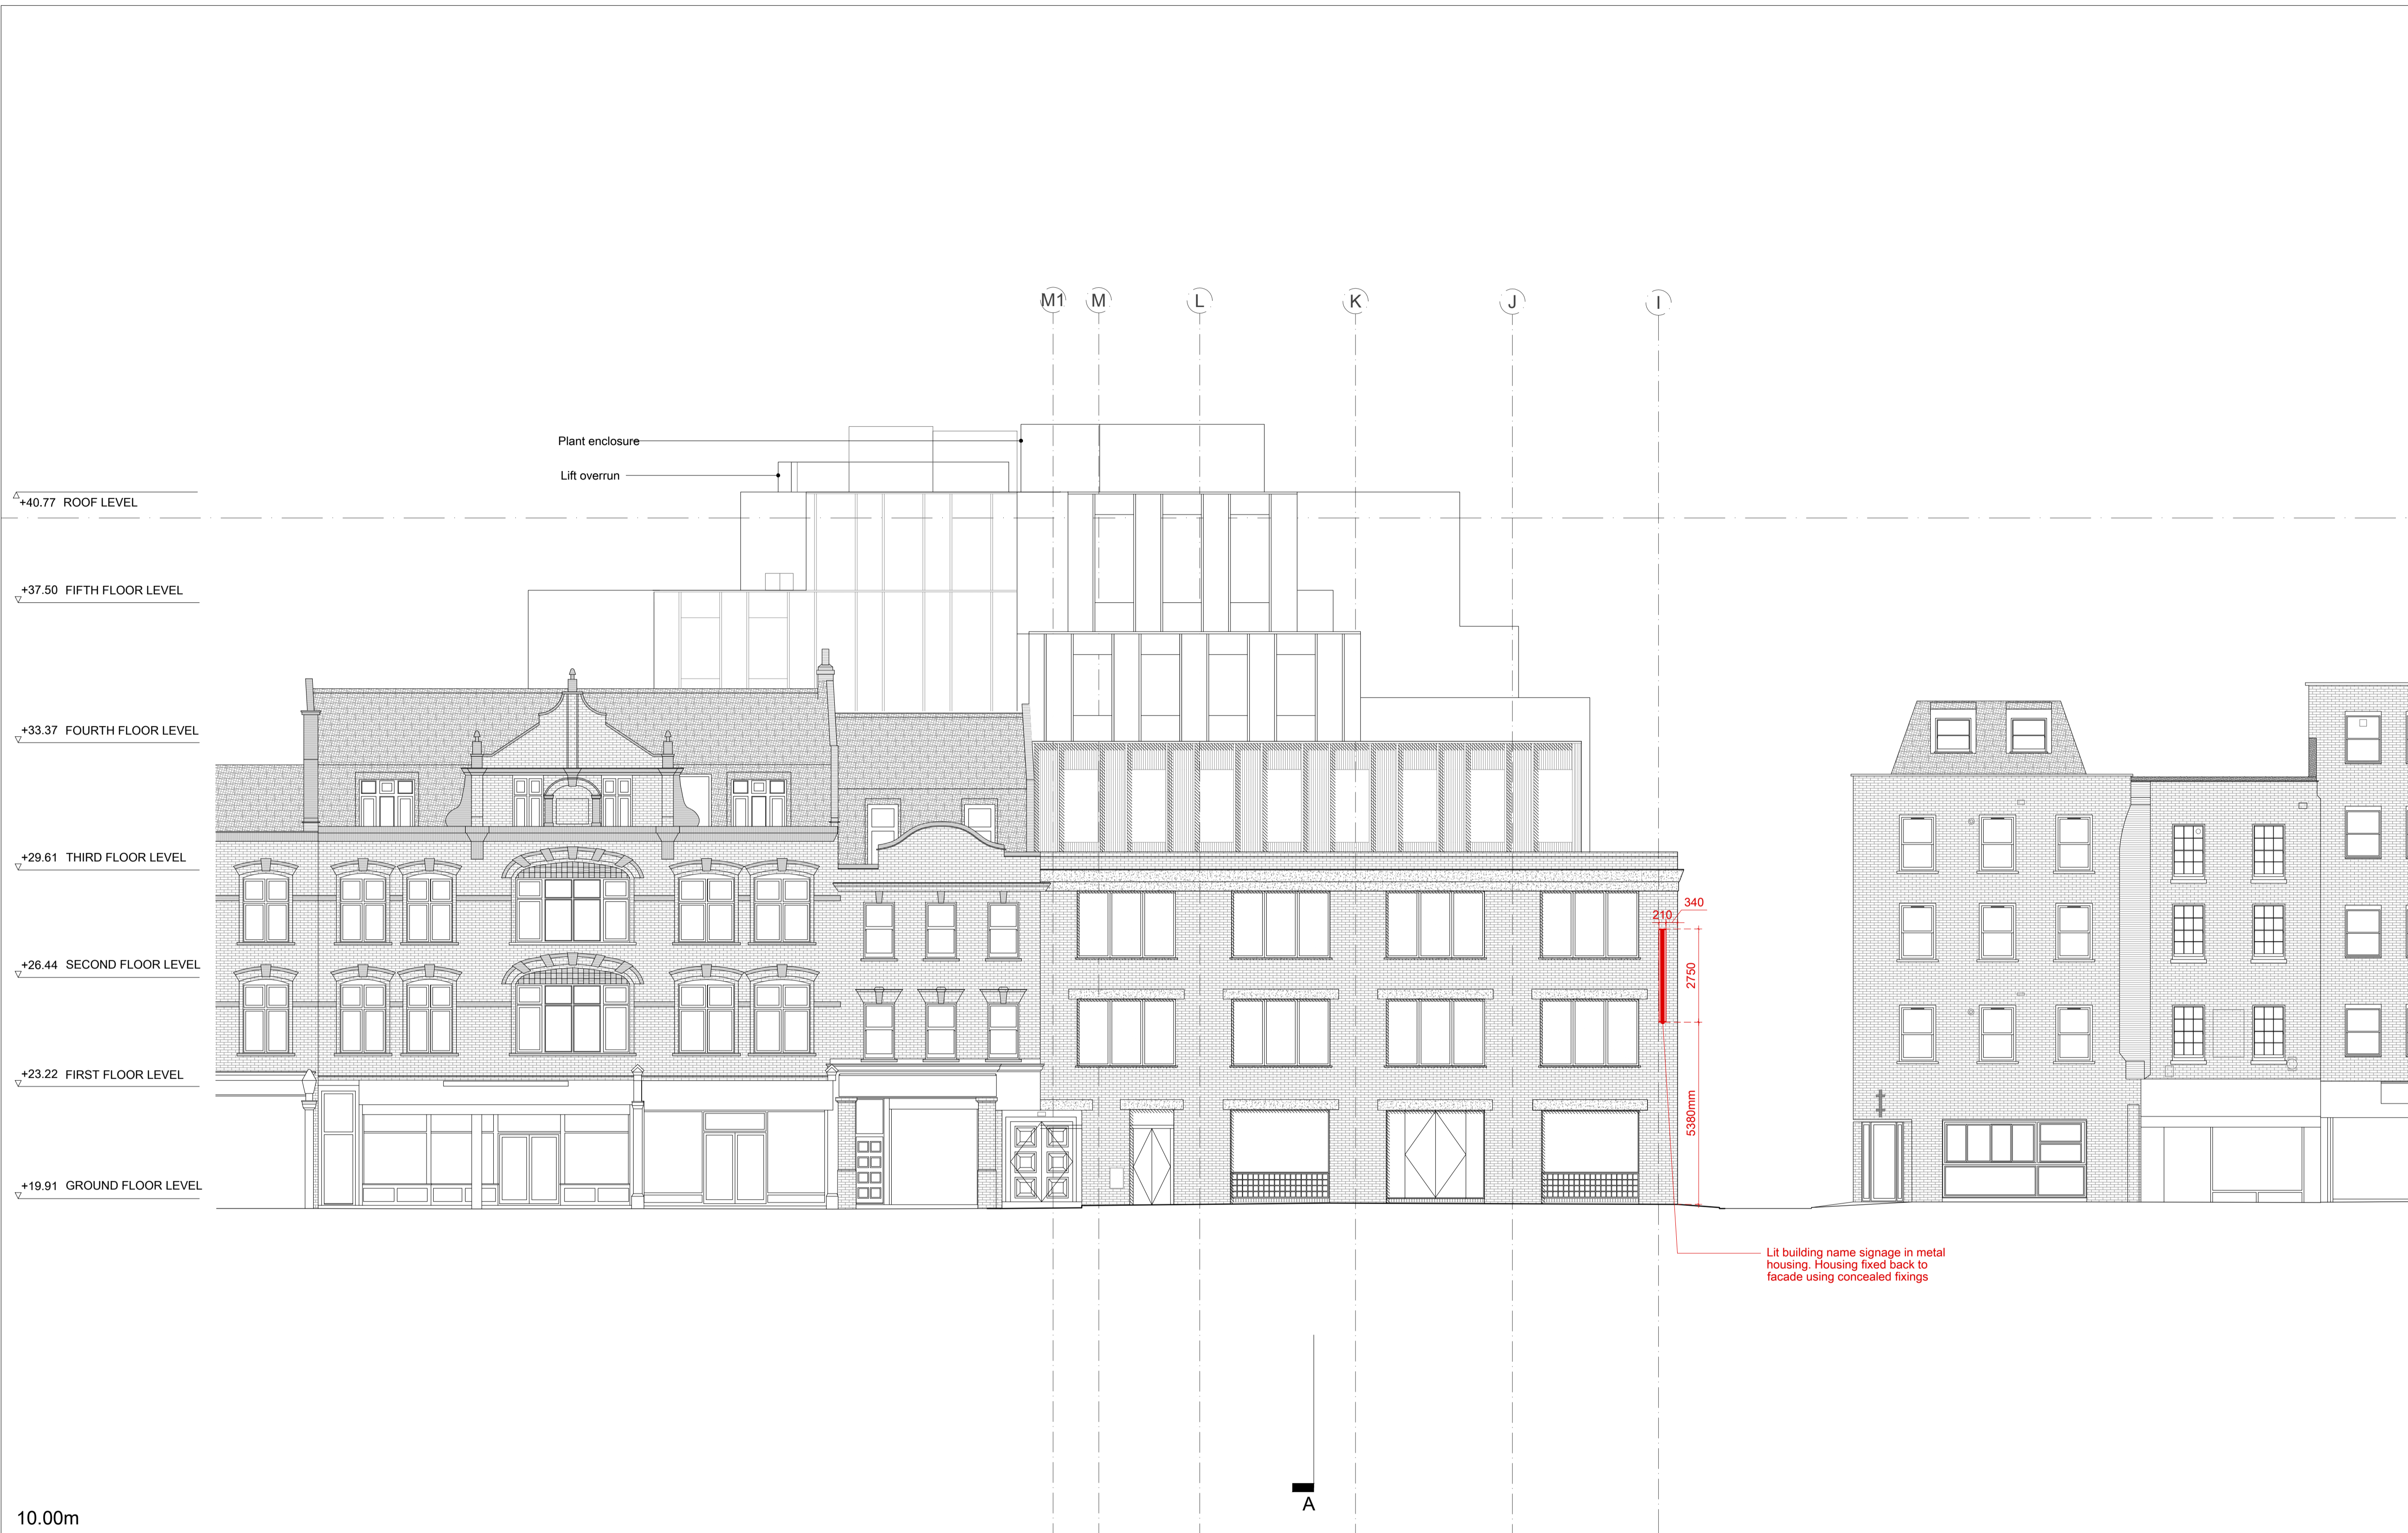 M1 M L K J I
Plant enclosure
Lift overrun
+40.77 ROOF LEVEL
+37.50 FIFTH FLOOR LEVEL
+33.37 FOURTH FLOOR LEVEL
+29.61 THIRD FLOOR LEVEL
340
210
+26.44 SECOND FLOOR LEVEL
2750
+23.22 FIRST FLOOR LEVEL
5380mm
+19.91 GROUND FLOOR LEVEL
Lit building name signage in metal
housing. Housing fixed back to
facade using concealed fixings
A
10.00m